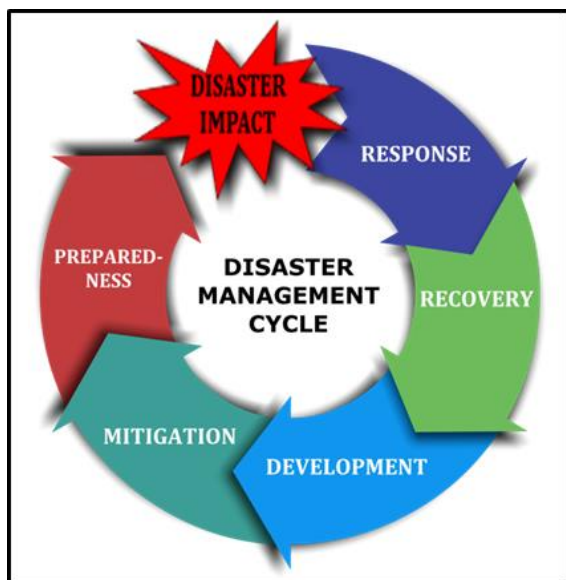 DISASTER
IMPACT
RESPONSE
RECOVERY
DEVELOPMENT
MITIGATION
PREPARED-
NESS
DISASTER
MANAGEMENT
CYCLE